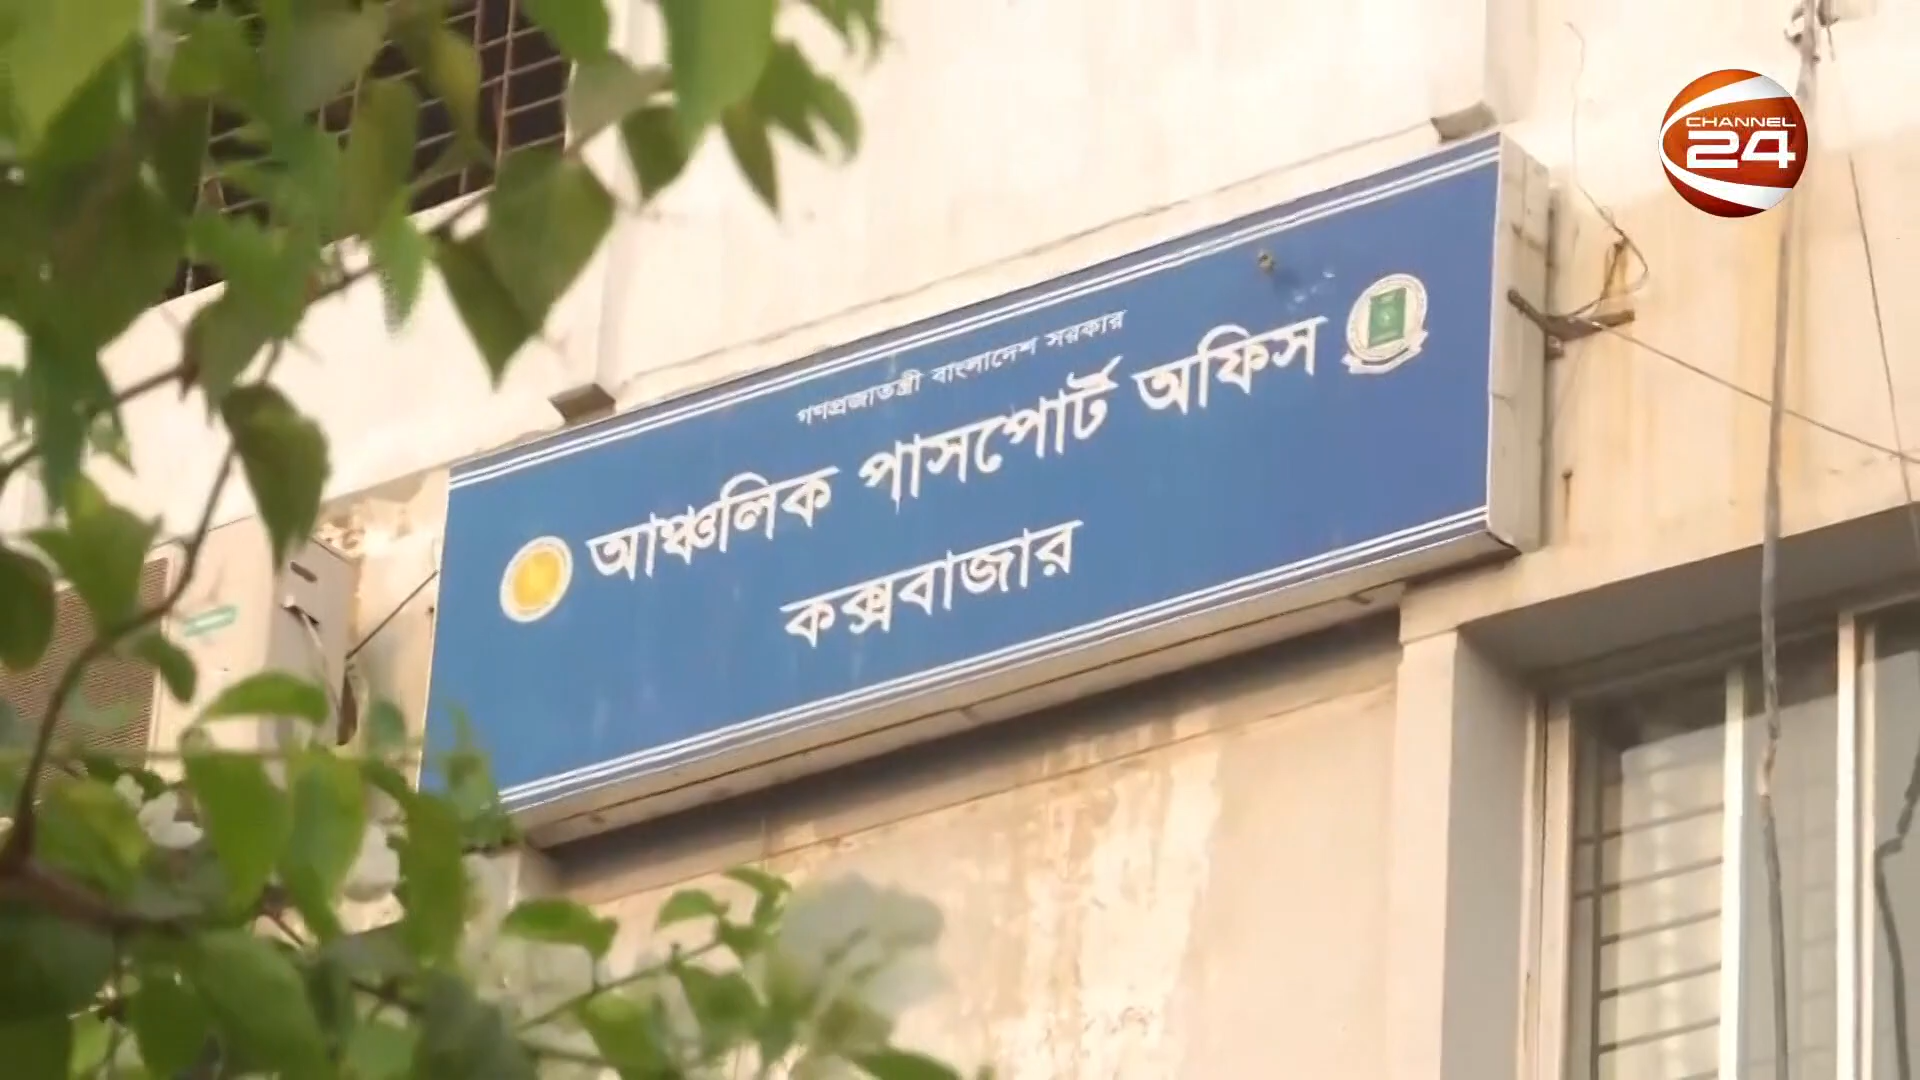 CHANNEL
24
গণপ্রজাতন্ত্রী বাংলাদেশ সরকার
আঞ্চলিক পাসপোর্ট অফিস
কক্সবাজার